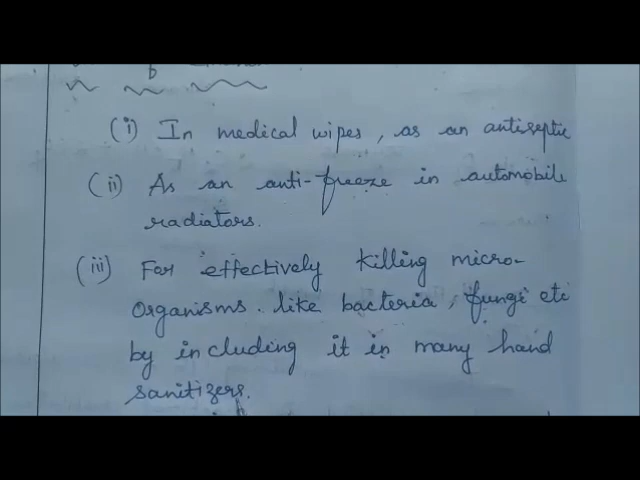 (i) In medical wipes, as an antiseptic
(ii) As an anti-freeze in automobile
radiators.
(iii) For effectively killing micro-
organisms. like bacteria, fungi etc
by including it in many hand
sanitizers.